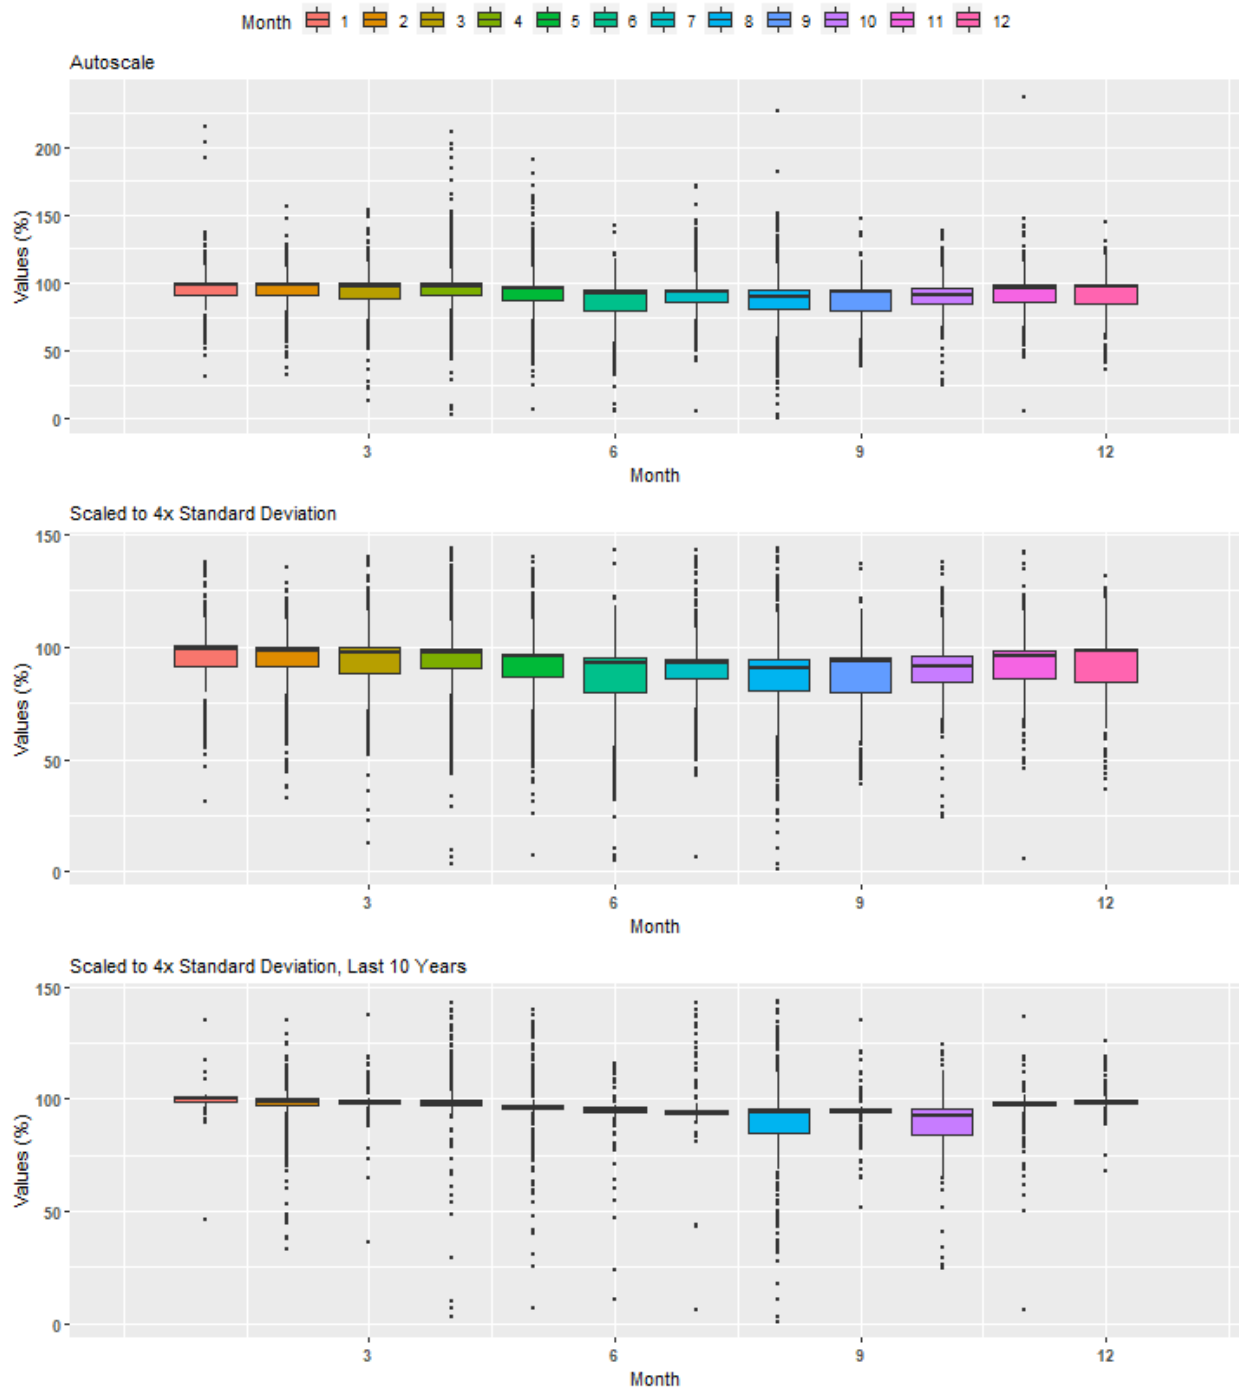 Month 1 2 3 4 5 6 7 8 9 10 11 12
Autoscale
Values (%)
200
150
100
50
0
3 6 9 12
Month
Scaled to 4x Standard Deviation
Values (%)
150
100
50
0
3 6 9 12
Month
Scaled to 4x Standard Deviation, Last 10 Years
Values (%)
150
100
50
0
3 6 9 12
Month